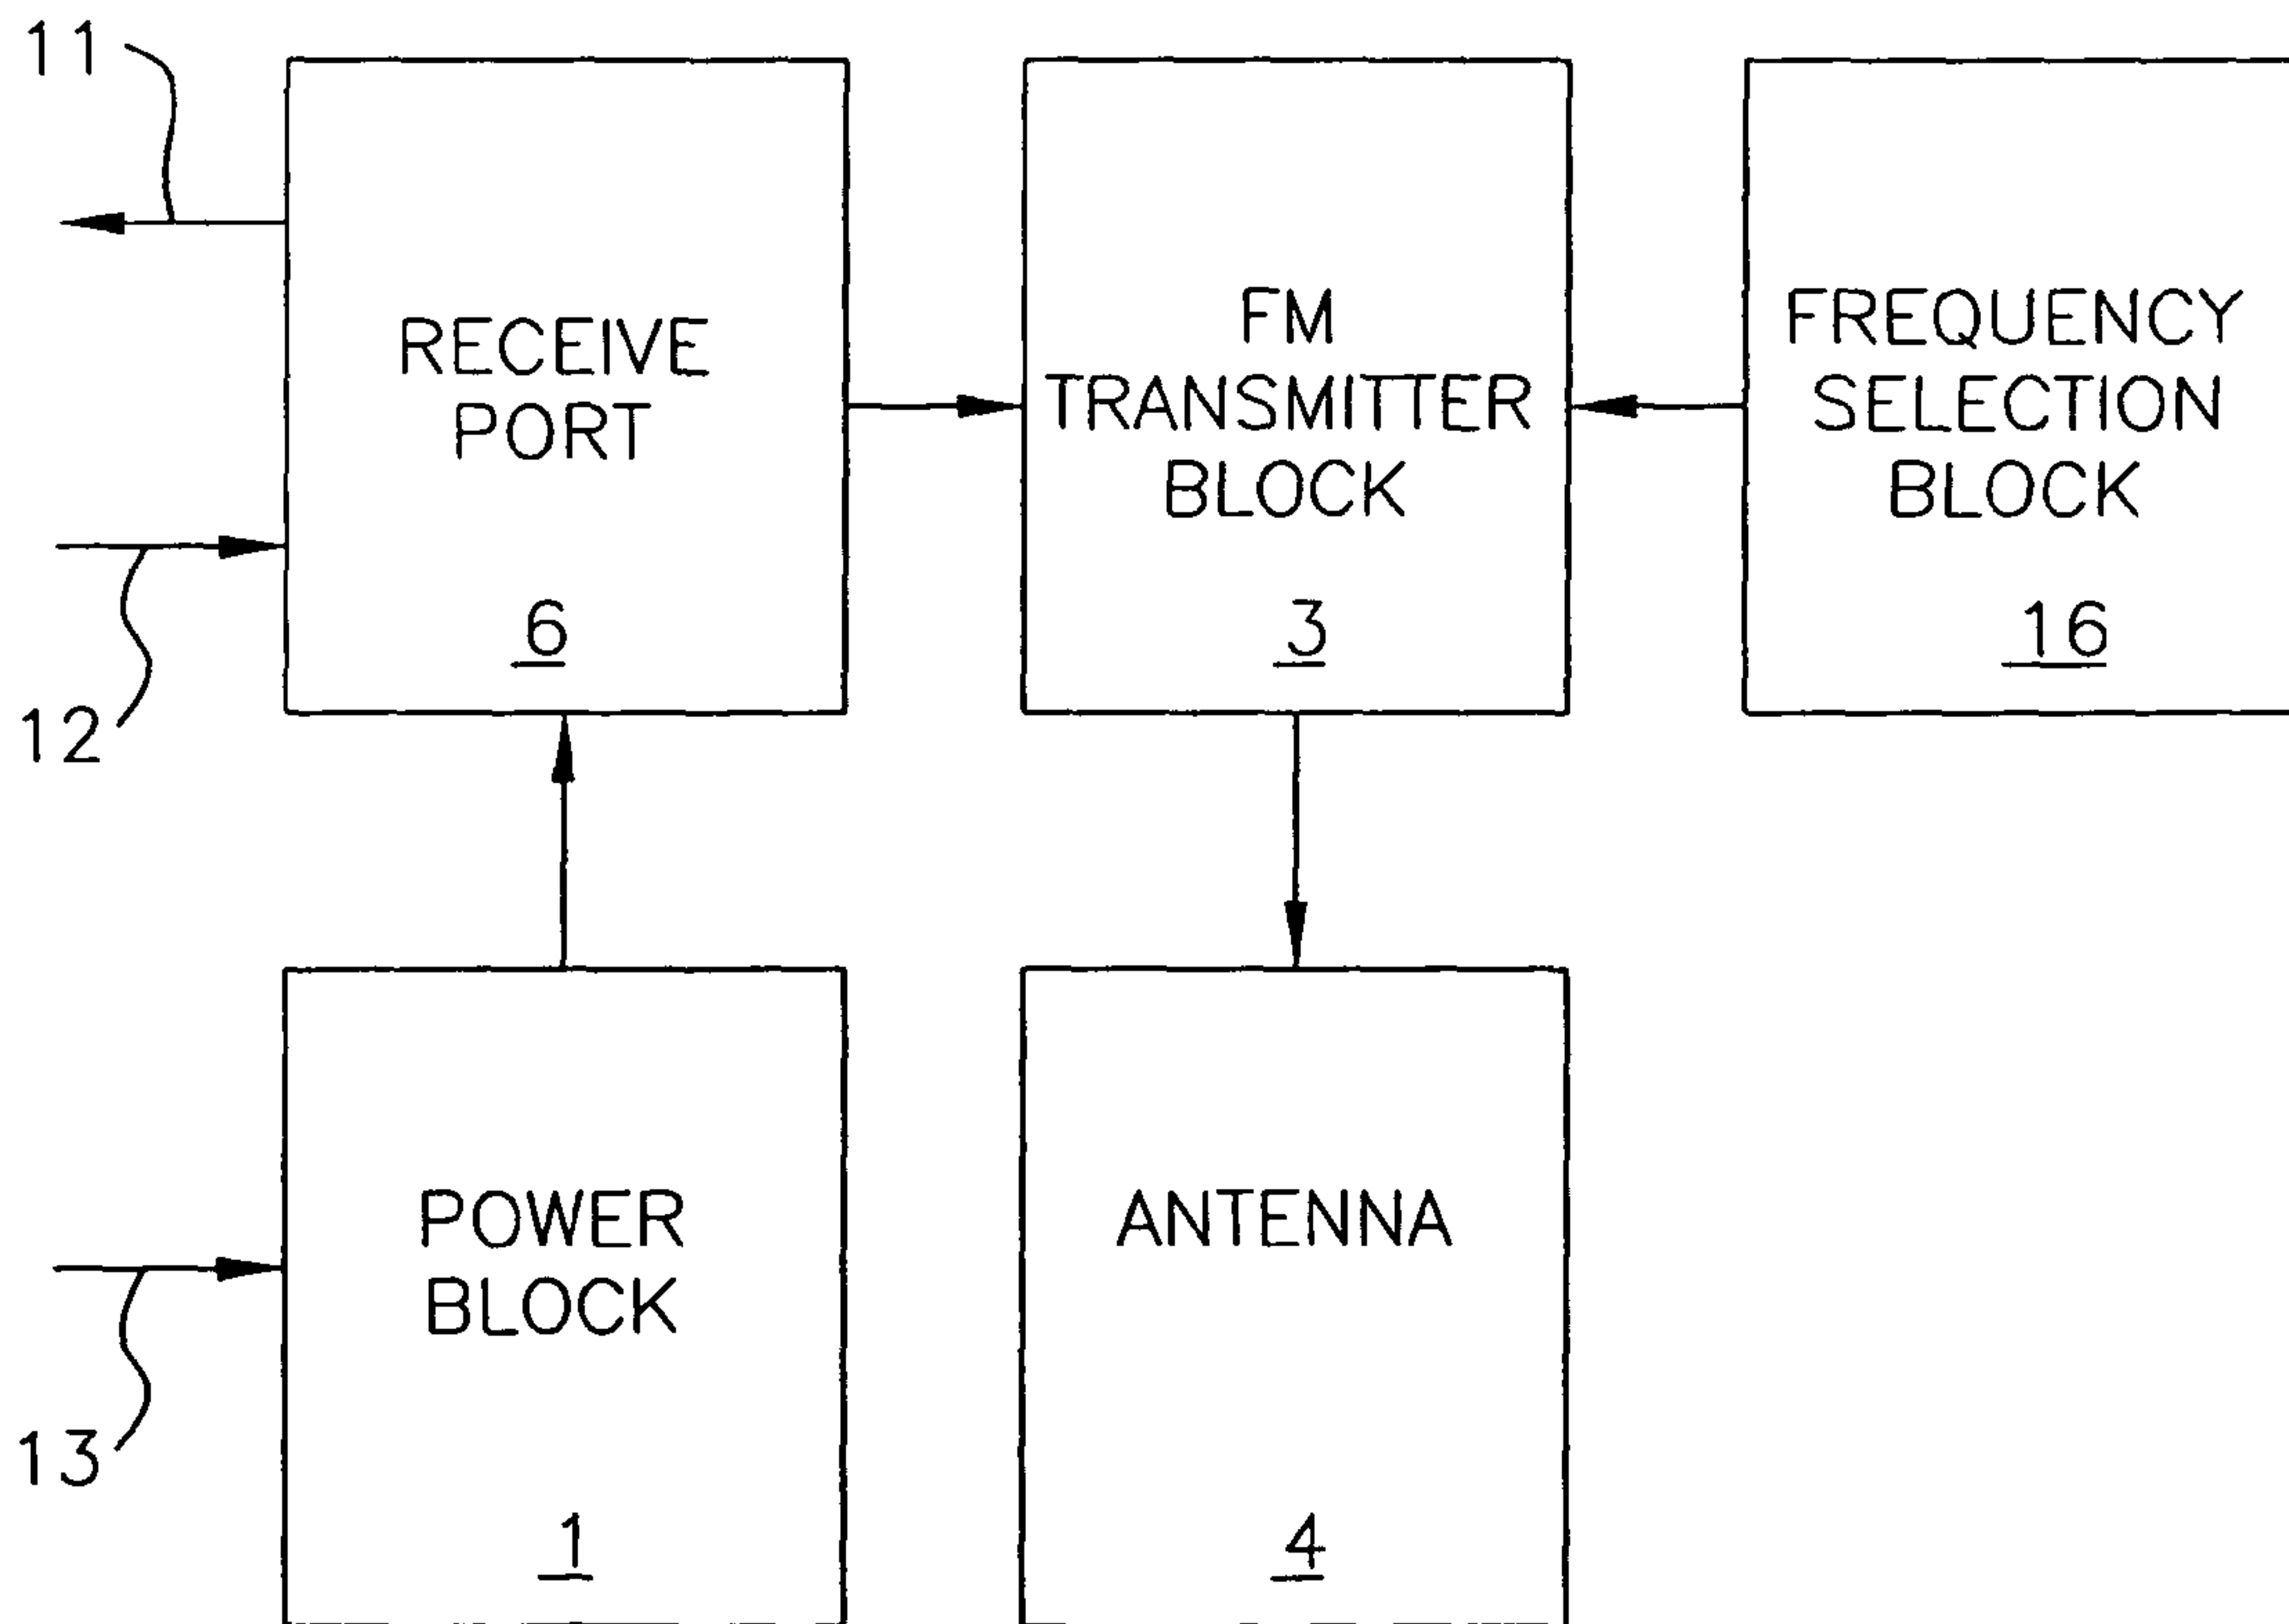 11
RECEIVE
PORT
6
12
FM
TRANSMITTER
BLOCK
3
FREQUENCY
SELECTION
BLOCK
16
POWER
BLOCK
1
13
ANTENNA
4